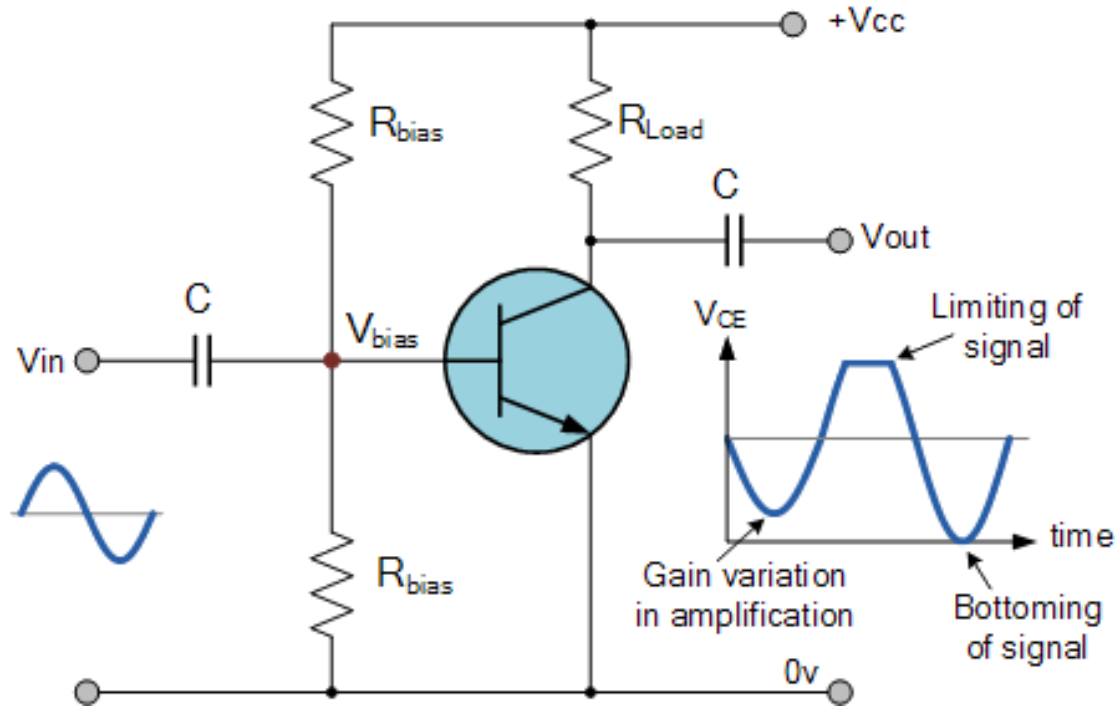 +Vcc
Rbias
RLoad
C
Vout
C
Vbias
Vin
VCE
Limiting of
signal
time
Rbias
Gain variation
in amplification
Bottoming
of signal
0v